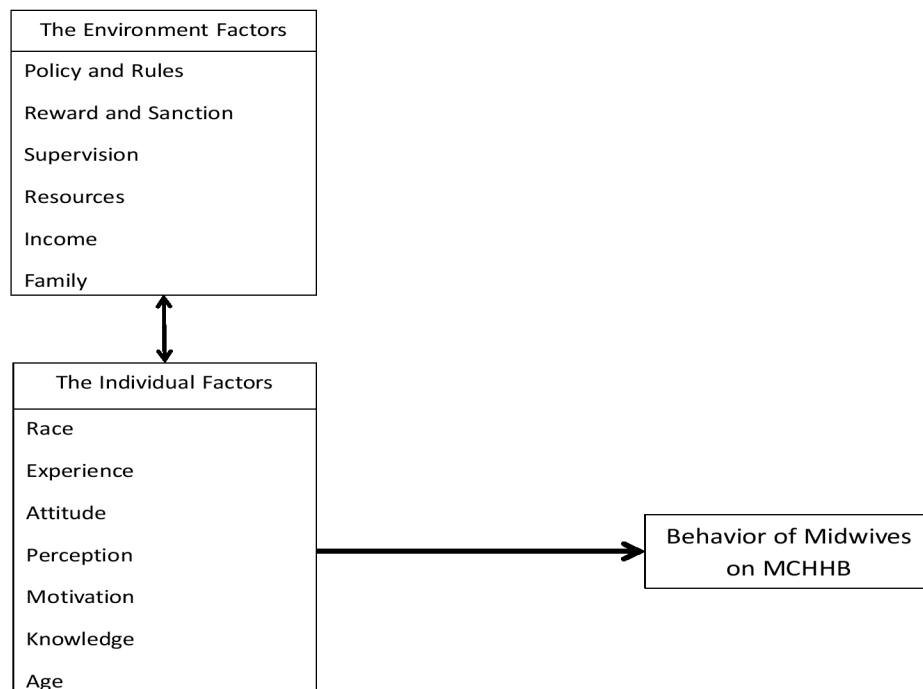 The Environment Factors
Policy and Rules
Reward and Sanction
Supervision
Resources
Income
Family
The Individual Factors
Race
Experience
Attitude
Perception
Motivation
Knowledge
Age
Behavior of Midwives
on MCHHB